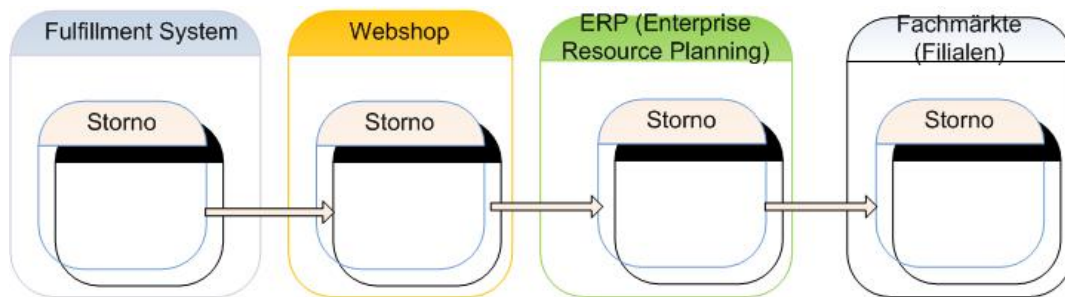 Fulfillment System
Webshop
ERP (Enterprise
Resource Planning)
Fachmärkte
(Filialen)
Storno
Storno
Storno
Storno